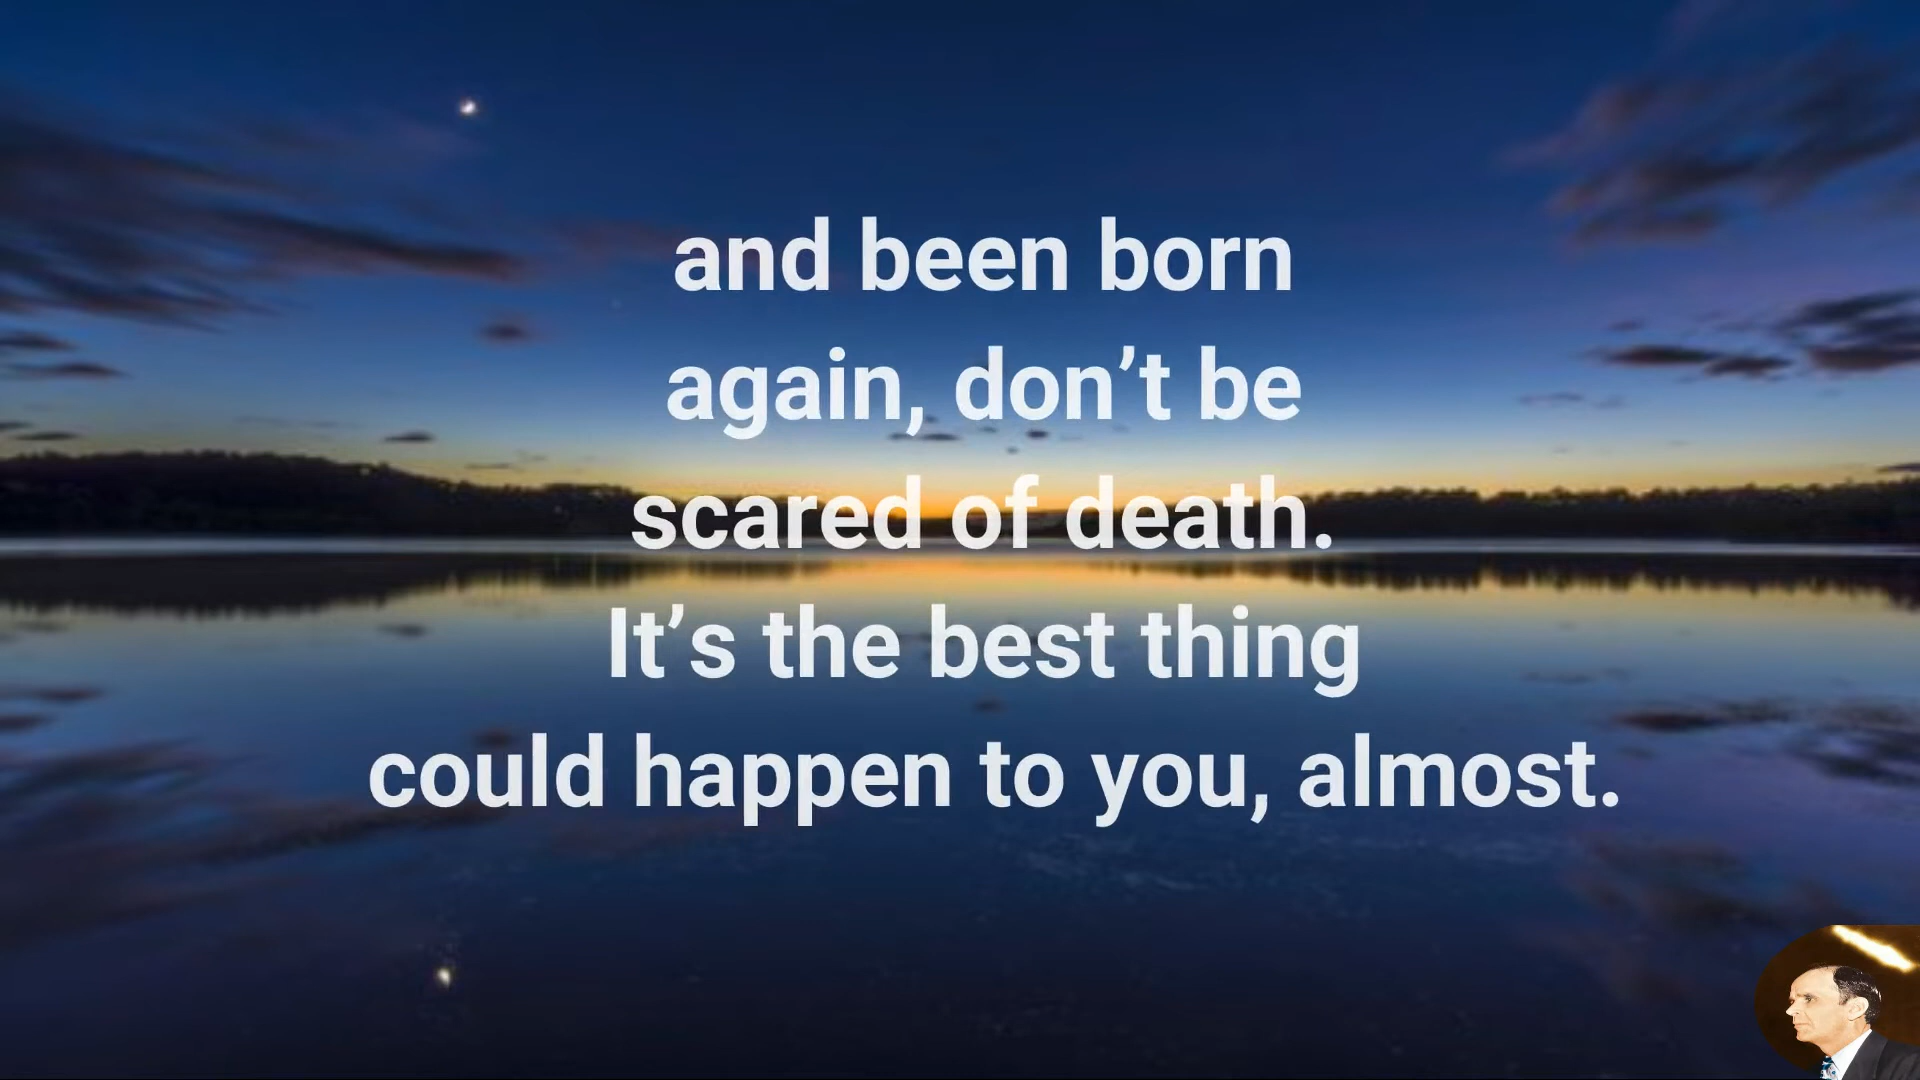 and been born
again, don’t be
scared of death.
It’s the best thing
could happen to you, almost.